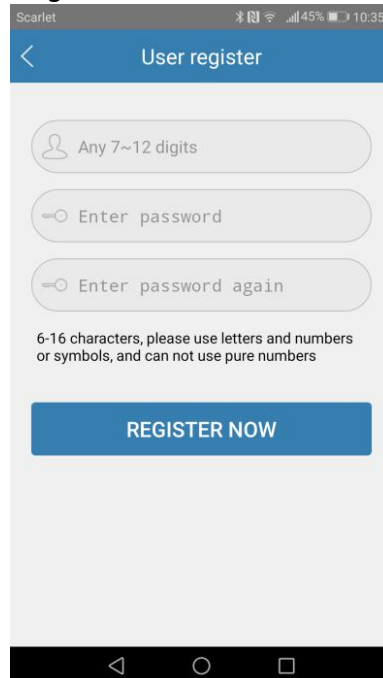 Scarlet 45% 10:35
User register
Any 7~12 digits
Enter password
Enter password again
6-16 characters, please use letters and numbers
or symbols, and can not use pure numbers
REGISTER NOW